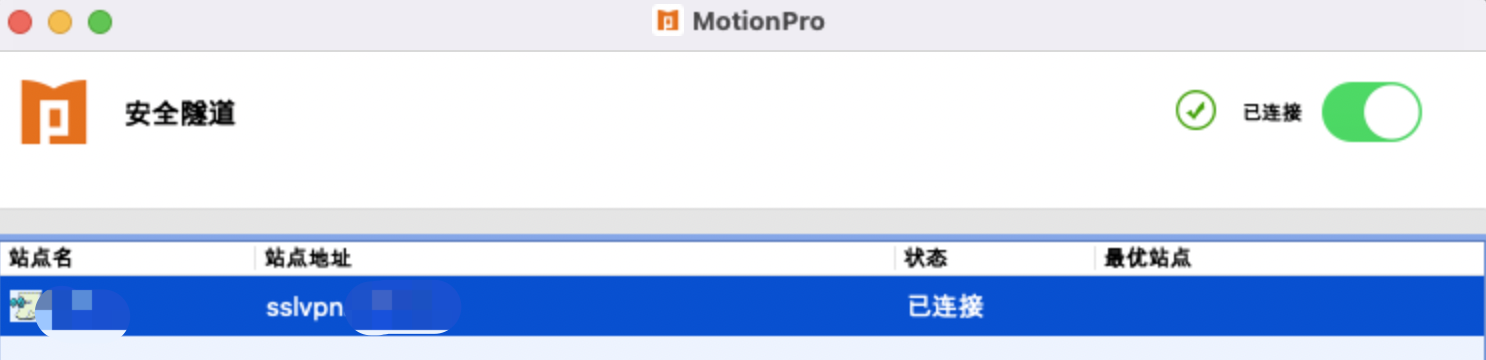 MotionPro
安全隧道
已连接
站点名 站点地址 状态 最优站点
sslvpn. 已连接